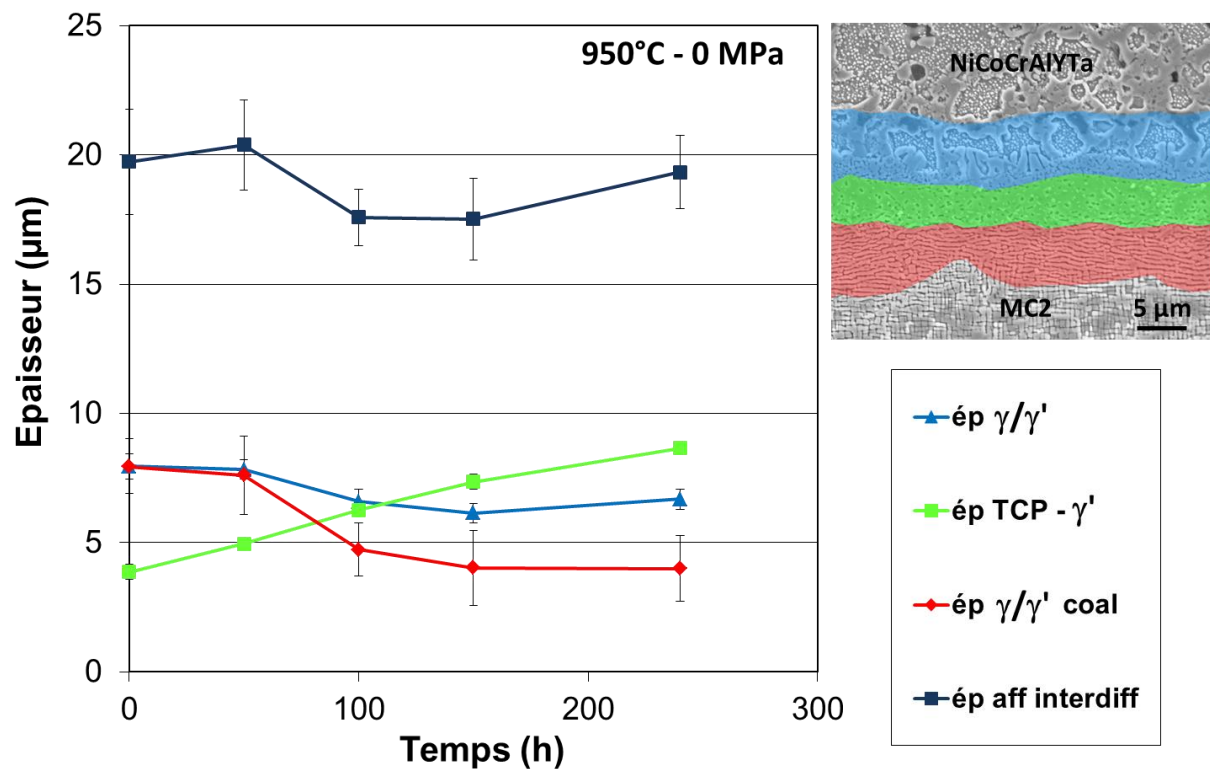 25
20
15
10
5
0
0
100
200
300
Epaisseur (µm)
Temps (h)
950°C - 0 MPa
NiCoCrAlYTa
MC2
5 µm
ép γ/γ'
ép TCP - γ'
ép γ/γ' coal
ép aff interdiff